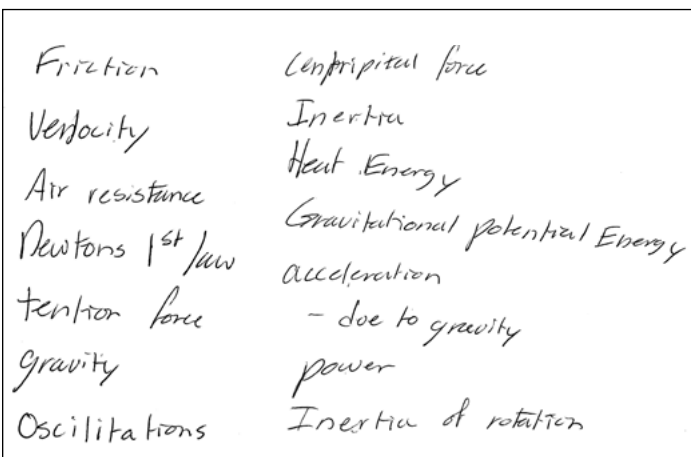 Friction
Verlocity
Air resistance
Newtons 1st law
tention force
gravity
Oscilitations
Centripital force
Inertia
Heat Energy
Gravitational potential Energy
acceleration
- due to gravity
power
Inertia of rotation